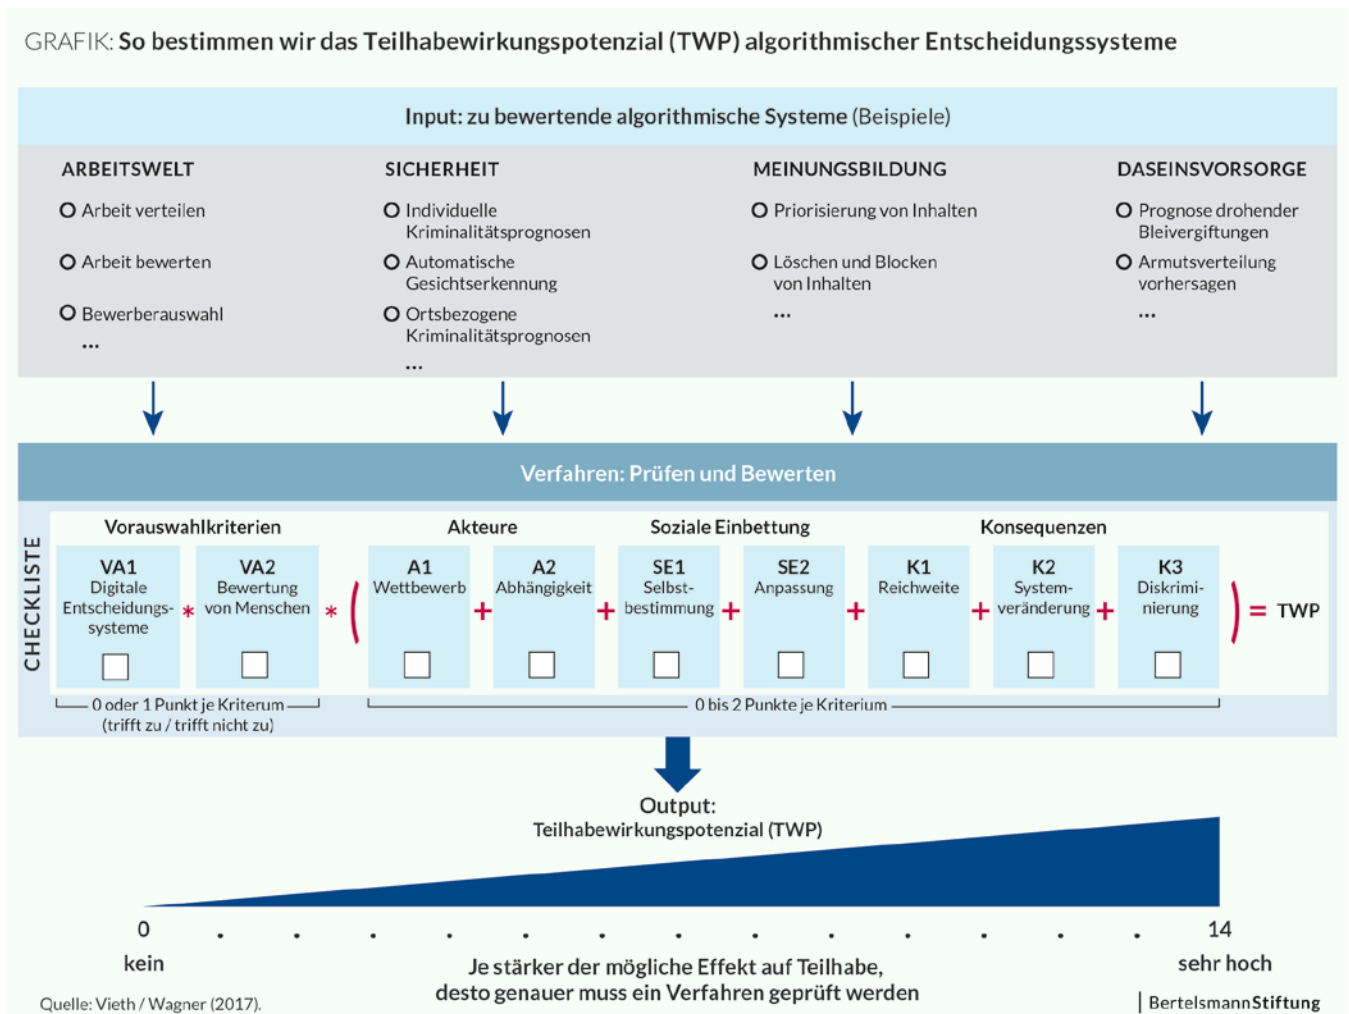 GRAFIK: So bestimmen wir das Teilhabewirkungspotenzial (TWP) algorithmischer Entscheidungssysteme
Input: zu bewertende algorithmische Systeme (Beispiele)
ARBEITSWELT
Arbeit verteilen
Arbeit bewerten
Bewerberauswahl
...
SICHERHEIT
Individuelle
Kriminalitätsprognosen
Automatische
Gesichtserkennung
Ortsbezogene
Kriminalitätsprognosen
...
MEINUNGSBILDUNG
Priorisierung von Inhalten
Löschen und Blocken
von Inhalten
...
DASEINSVORSORGE
Prognose drohender
Bleivergiftungen
Armutsverteilung
vorhersagen
...
Verfahren: Prüfen und Bewerten
CHECKLISTE
Vorauswahlkriterien
VA1
Digitale
Entscheidungs-
systeme
*
VA2
Bewertung
von Menschen
*
(
Akteure
A1
Wettbewerb
+
A2
Abhängigkeit
+
Soziale Einbettung
SE1
Selbst-
bestimmung
+
SE2
Anpassung
+
Konsequenzen
K1
Reichweite
+
K2
System-
veränderung
+
K3
Diskrimi-
nierung
) = TWP
0 oder 1 Punkt je Kriterum
(trifft zu / trifft nicht zu)
0 bis 2 Punkte je Kriterium
Output:
Teilhabewirkungspotenzial (TWP)
0 . . . . . . . . . . . . . 14
kein
sehr hoch
Je stärker der mögliche Effekt auf Teilhabe,
desto genauer muss ein Verfahren geprüft werden
Quelle: Vieth / Wagner (2017).
| BertelsmannStiftung